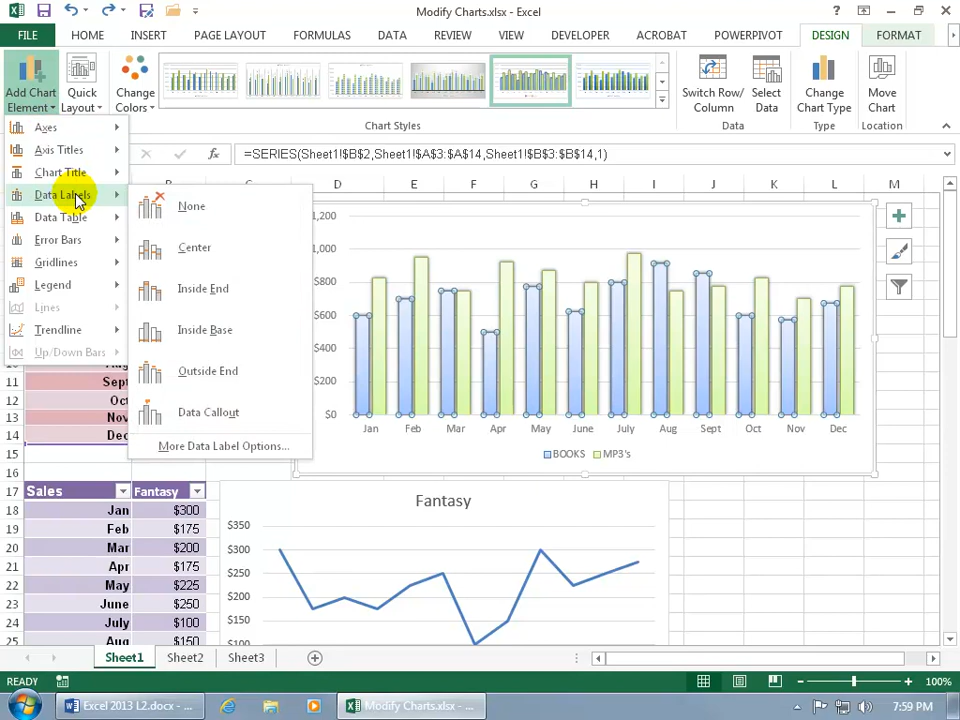 Modify Charts.xlsx - Excel
FILE HOME INSERT PAGE LAYOUT FORMULAS DATA REVIEW VIEW DEVELOPER ACROBAT POWERPIVOT DESIGN FORMAT
Add Chart Element Quick Layout Change Colors Switch Row/Column Select Data Change Chart Type Move Chart
Chart Styles Data Type Location
=SERIES(Sheet1!$B$2,Sheet1!$A$3:$A$14,Sheet1!$B$3:$B$14,1)
Axes
Axis Titles
Chart Title
Data Labels
Data Table
Error Bars
Gridlines
Legend
Lines
Trendline
Up/Down Bars
None
Center
Inside End
Inside Base
Outside End
Data Callout
More Data Label Options...
D E F G H I J K L M
1,200
1,000
$800
$600
$400
$200
$0
Jan Feb Mar Apr May June July Aug Sept Oct Nov Dec
BOOKS MP3's
11 Sept
12 Oct
13 Nov
14 Dec
15
16
17 Sales Fantasy
18 Jan $300
19 Feb $175
20 Mar $200
21 Apr $175
22 May $225
23 June $250
24 July $100
25 Aug $150
Fantasy
$350
$300
$250
$200
$150
$100
Sheet1 Sheet2 Sheet3
READY 100%
Excel 2013 L2.docx - ... Modify Charts.xlsx - ... 7:59 PM